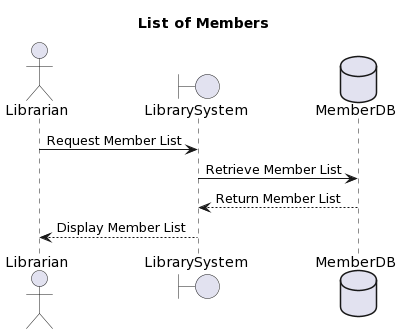 List of Members
Librarian
LibrarySystem
MemberDB
Request Member List
Retrieve Member List
Return Member List
Display Member List
Librarian
LibrarySystem
MemberDB